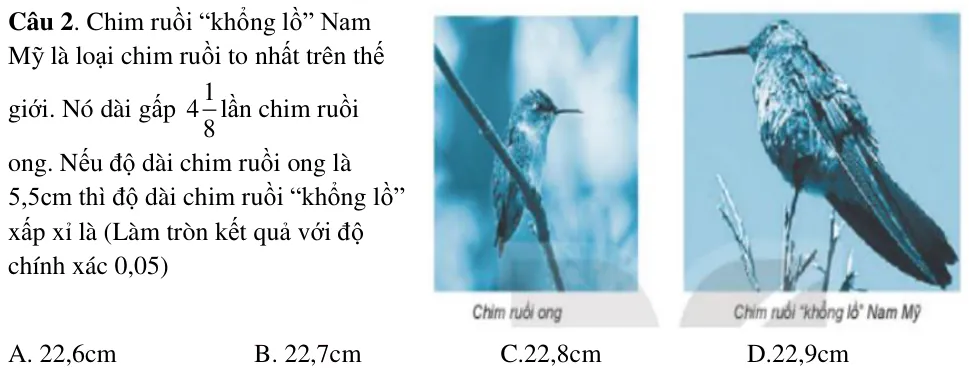 Câu 2. Chim ruồi “khổng lồ” Nam
Mỹ là loại chim ruồi to nhất trên thế
giới. Nó dài gấp 4 1/8 lần chim ruồi
ong. Nếu độ dài chim ruồi ong là
5,5cm thì độ dài chim ruồi “khổng lồ”
xấp xỉ là (Làm tròn kết quả với độ
chính xác 0,05)
Chim ruồi ong
Chim ruồi “khổng lồ” Nam Mỹ
A. 22,6cm B. 22,7cm C.22,8cm D.22,9cm